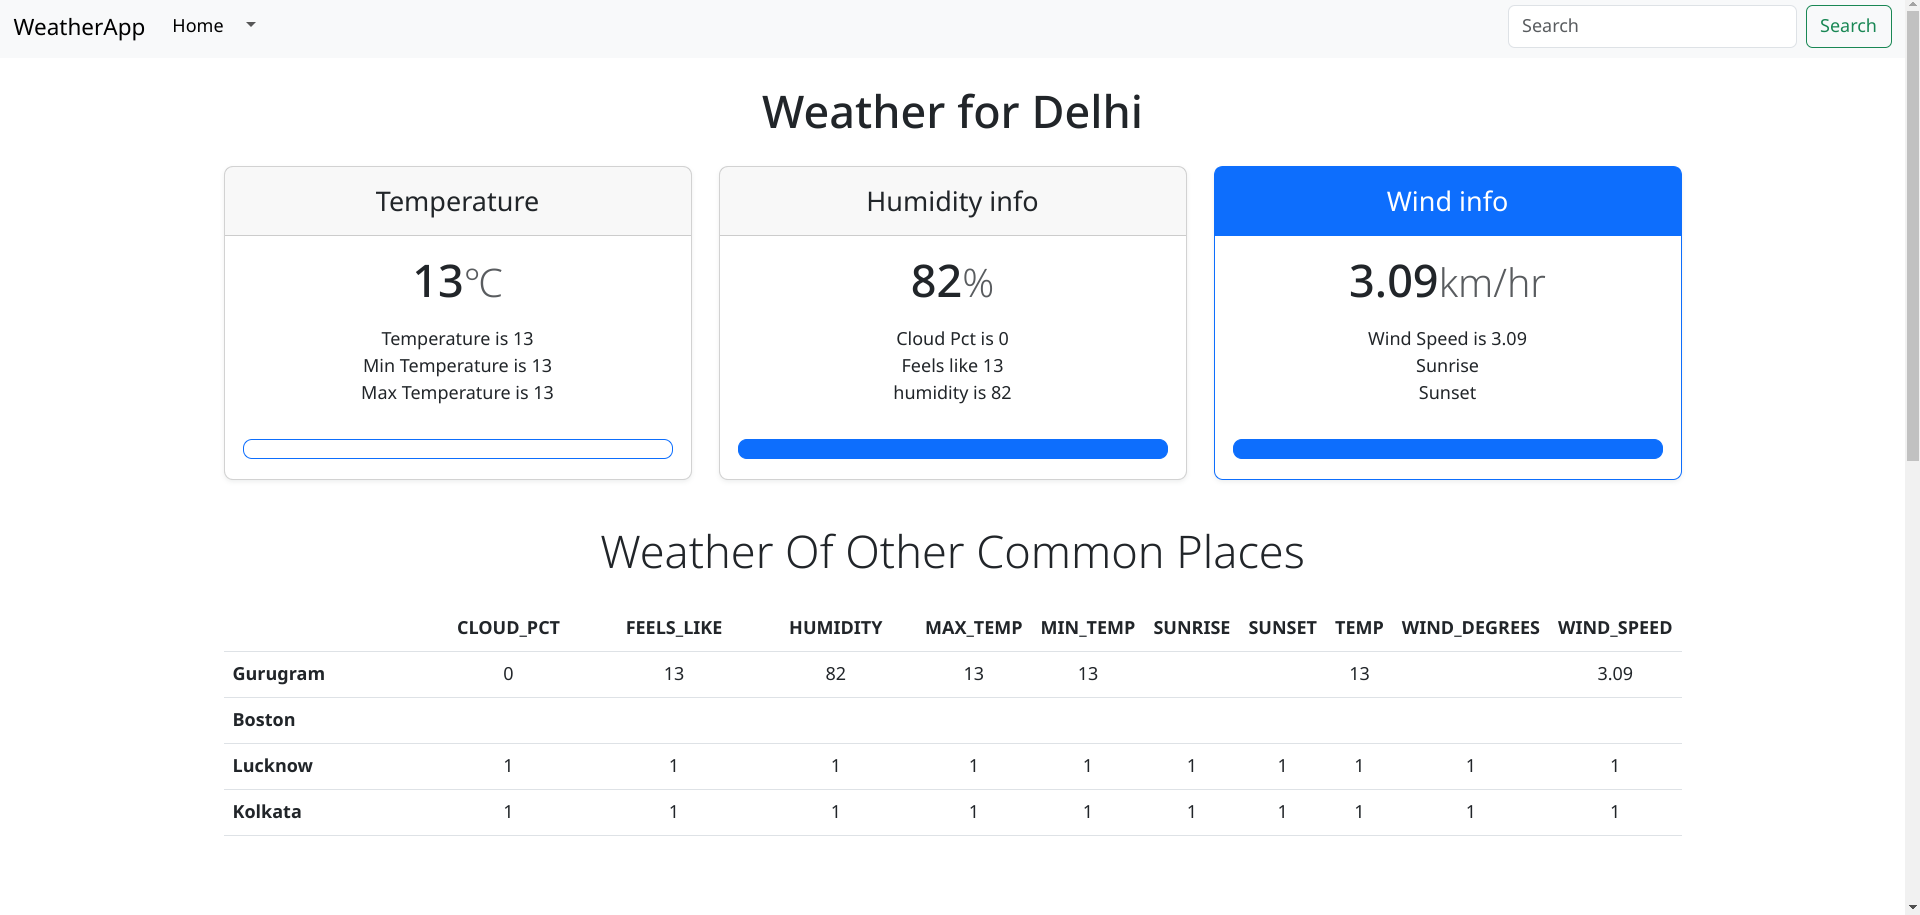 WeatherApp Home Search Search
Weather for Delhi
Temperature
13°C
Temperature is 13
Min Temperature is 13
Max Temperature is 13
Humidity info
82%
Cloud Pct is 0
Feels like 13
humidity is 82
Wind info
3.09km/hr
Wind Speed is 3.09
Sunrise
Sunset
Weather Of Other Common Places
CLOUD_PCT FEELS_LIKE HUMIDITY MAX_TEMP MIN_TEMP SUNRISE SUNSET TEMP WIND_DEGREES WIND_SPEED
Gurugram 0 13 82 13 13 13 3.09
Boston
Lucknow 1 1 1 1 1 1 1 1 1 1
Kolkata 1 1 1 1 1 1 1 1 1 1